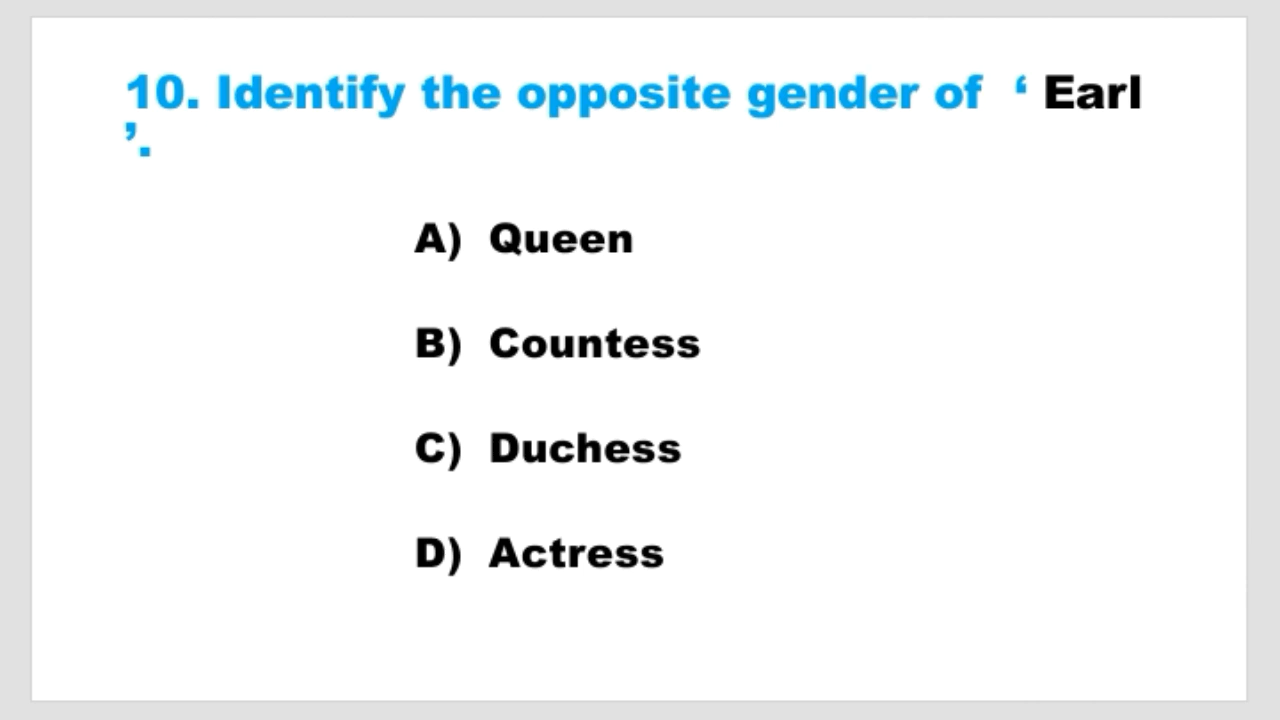 10. Identify the opposite gender of ‘ Earl
’.
A) Queen
B) Countess
C) Duchess
D) Actress